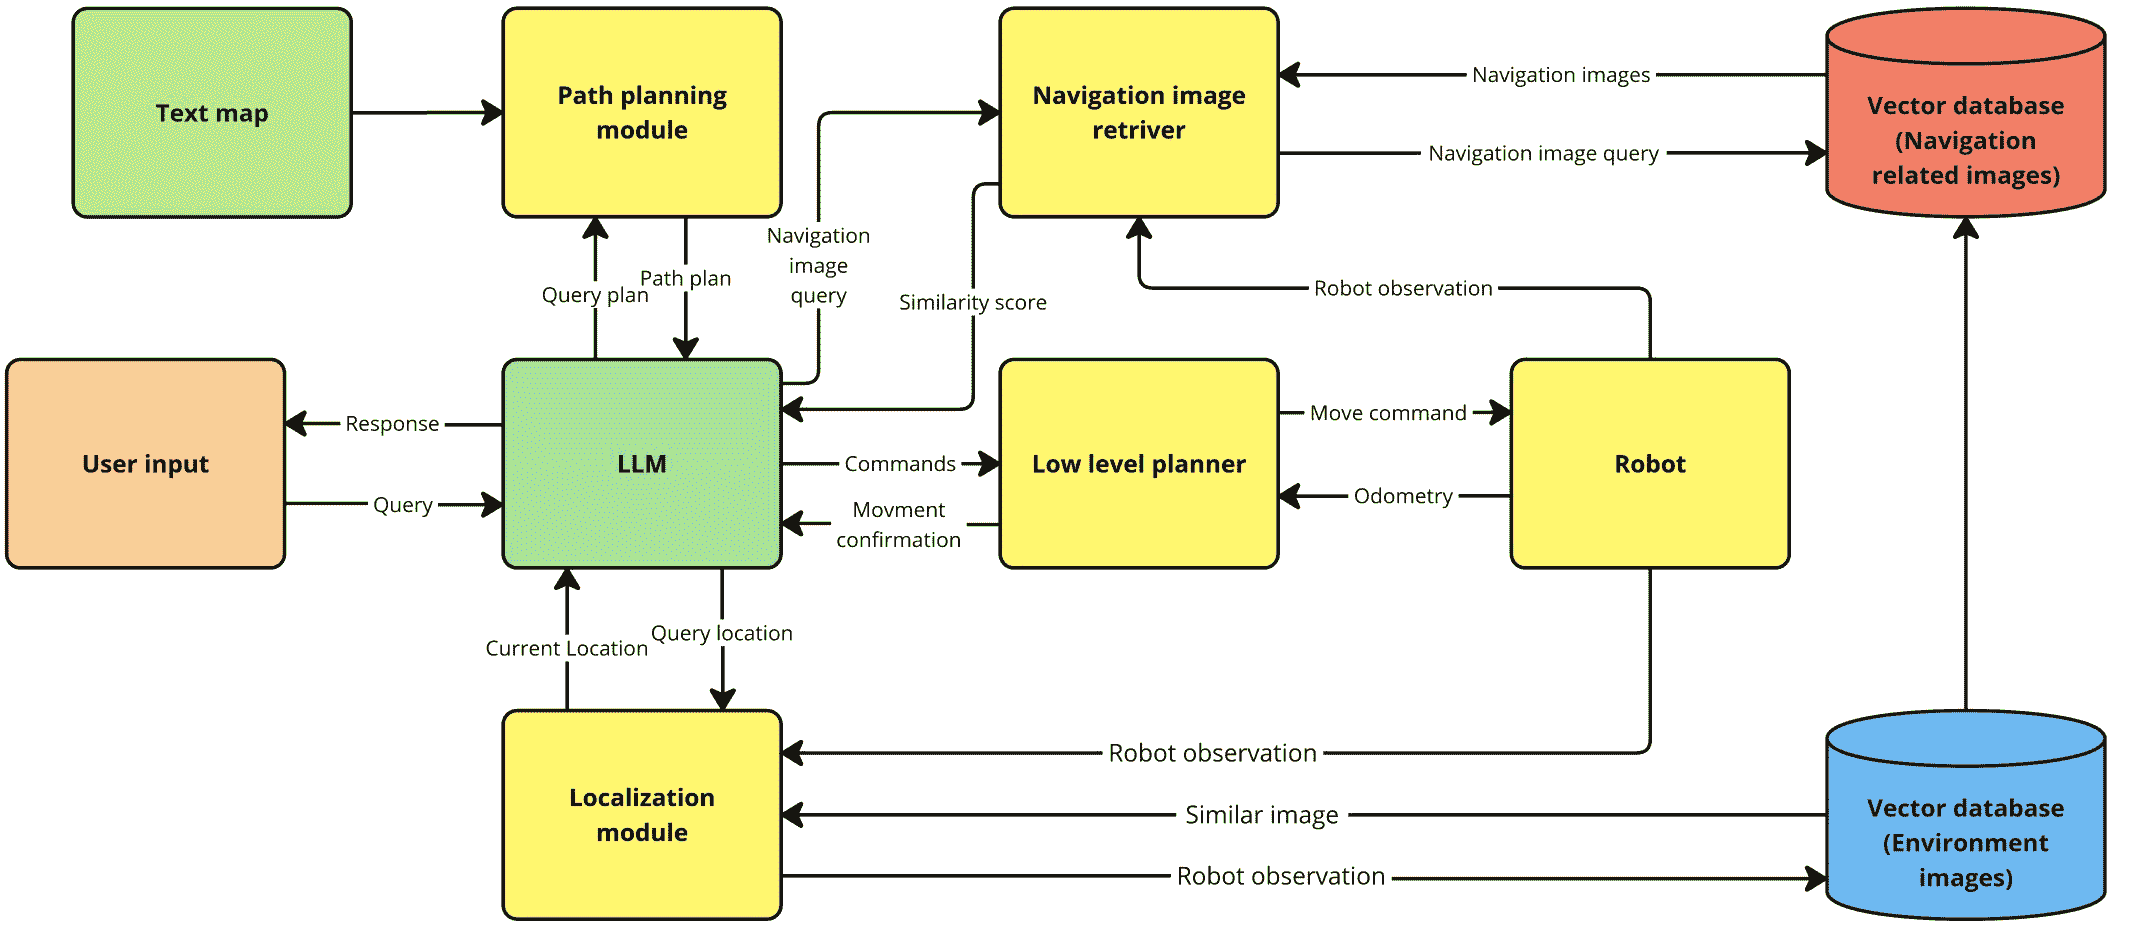 Text map
Path planning
module
Navigation image
retriver
Navigation images
Navigation image query
Vector database
(Navigation
related images)
Query plan
Path plan
Navigation
image
query
Similarity score
Robot observation
User input
Response
Query
LLM
Commands
Movment
confirmation
Low level planner
Move command
Odometry
Robot
Current Location
Query location
Localization
module
Robot observation
Similar image
Robot observation
Vector database
(Environment
images)